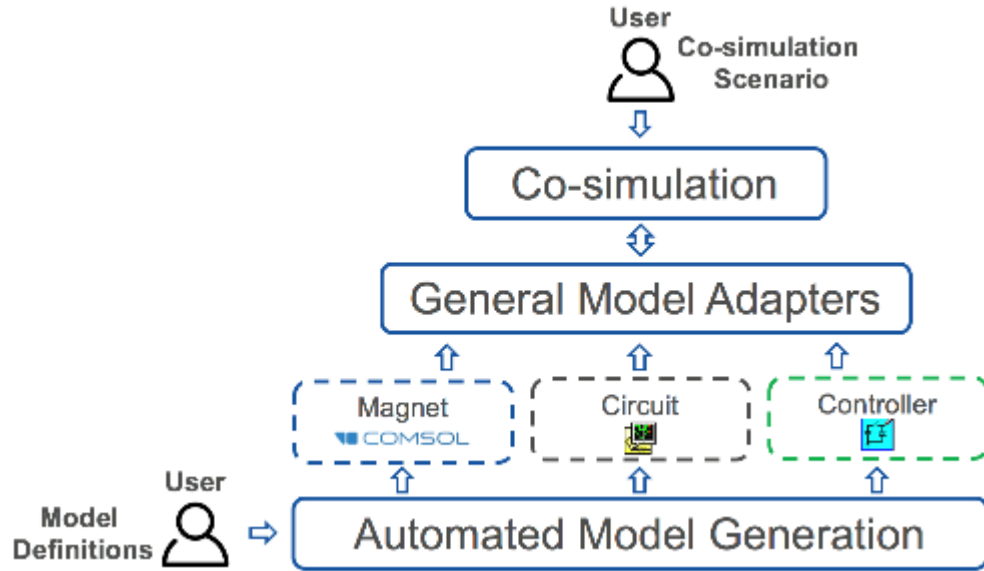 User
Co-simulation
Scenario
Co-simulation
General Model Adapters
Magnet
COMSOL
Circuit
Controller
User
Model
Definitions
Automated Model Generation